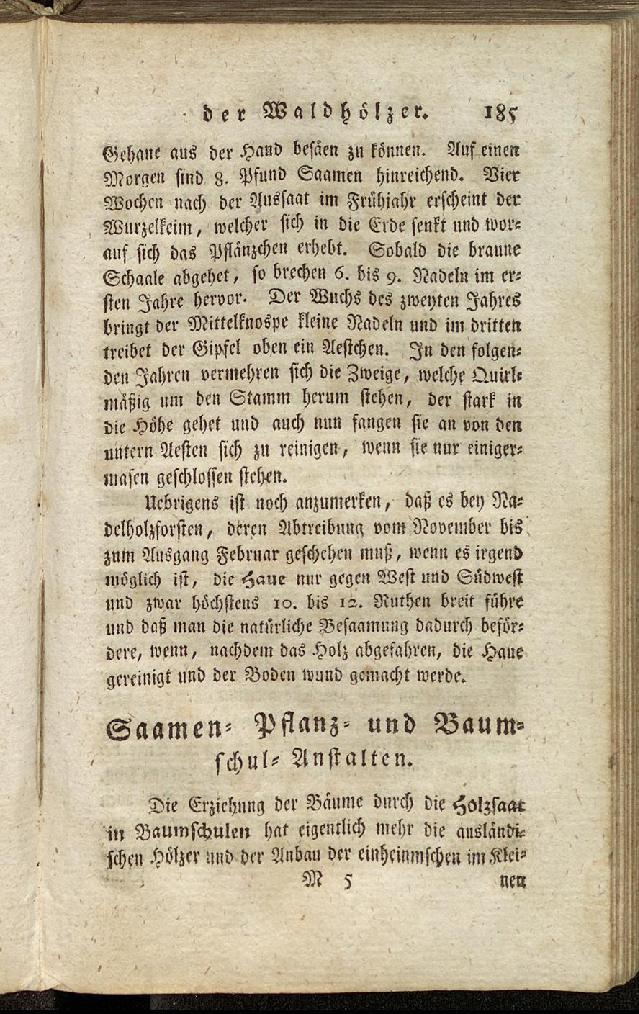 der Waldhölzer. 185
Gehaue aus der Hand besäen zu können. Auf einen
Morgen sind 8. Pfund Saamen hinreichend. Vier
Wochen nach der Aussaat im Frühjahr erscheint der
Wurzelkeim, welcher sich in die Erde senkt und wor-
auf sich das Pflänzchen erhebt. Sobald die braune
Schaale abgehet, so brechen 6. bis 9. Nadeln im er-
sten Jahre hervor. Der Wuchs des zweyten Jahres
bringt der Mittelknospe kleine Nadeln und im dritten
treibet der Gipfel oben ein Aestchen. In den folgen-
den Jahren vermehren sich die Zweige, welche Quirl-
mäßig um den Stamm herum stehen, der stark in
die Höhe gehet und auch nun fangen sie an von den
untern Aesten sich zu reinigen, wenn sie nur einiger-
masen geschlossen stehen.
Uebrigens ist noch anzumerken, daß es bey Na-
delholzforsten, deren Abtreibung vom November bis
zum Ausgang Februar geschehen muß, wenn es irgend
möglich ist, die Haue nur gegen West und Südwest
und zwar höchstens 10. bis 12. Ruthen breit führe
und daß man die natürliche Besaamung dadurch beför-
dere, wenn, nachdem das Holz abgefahren, die Haue
gereinigt und der Boden wund gemacht werde.
Saamen- Pflanz- und Baum-
schul- Anstalten.
Die Erziehung der Bäume durch die Holzsaat
in Baumschulen hat eigentlich mehr die ausländi-
schen Hölzer und der Anbau der einheimschen im Klei-
M 5 nen